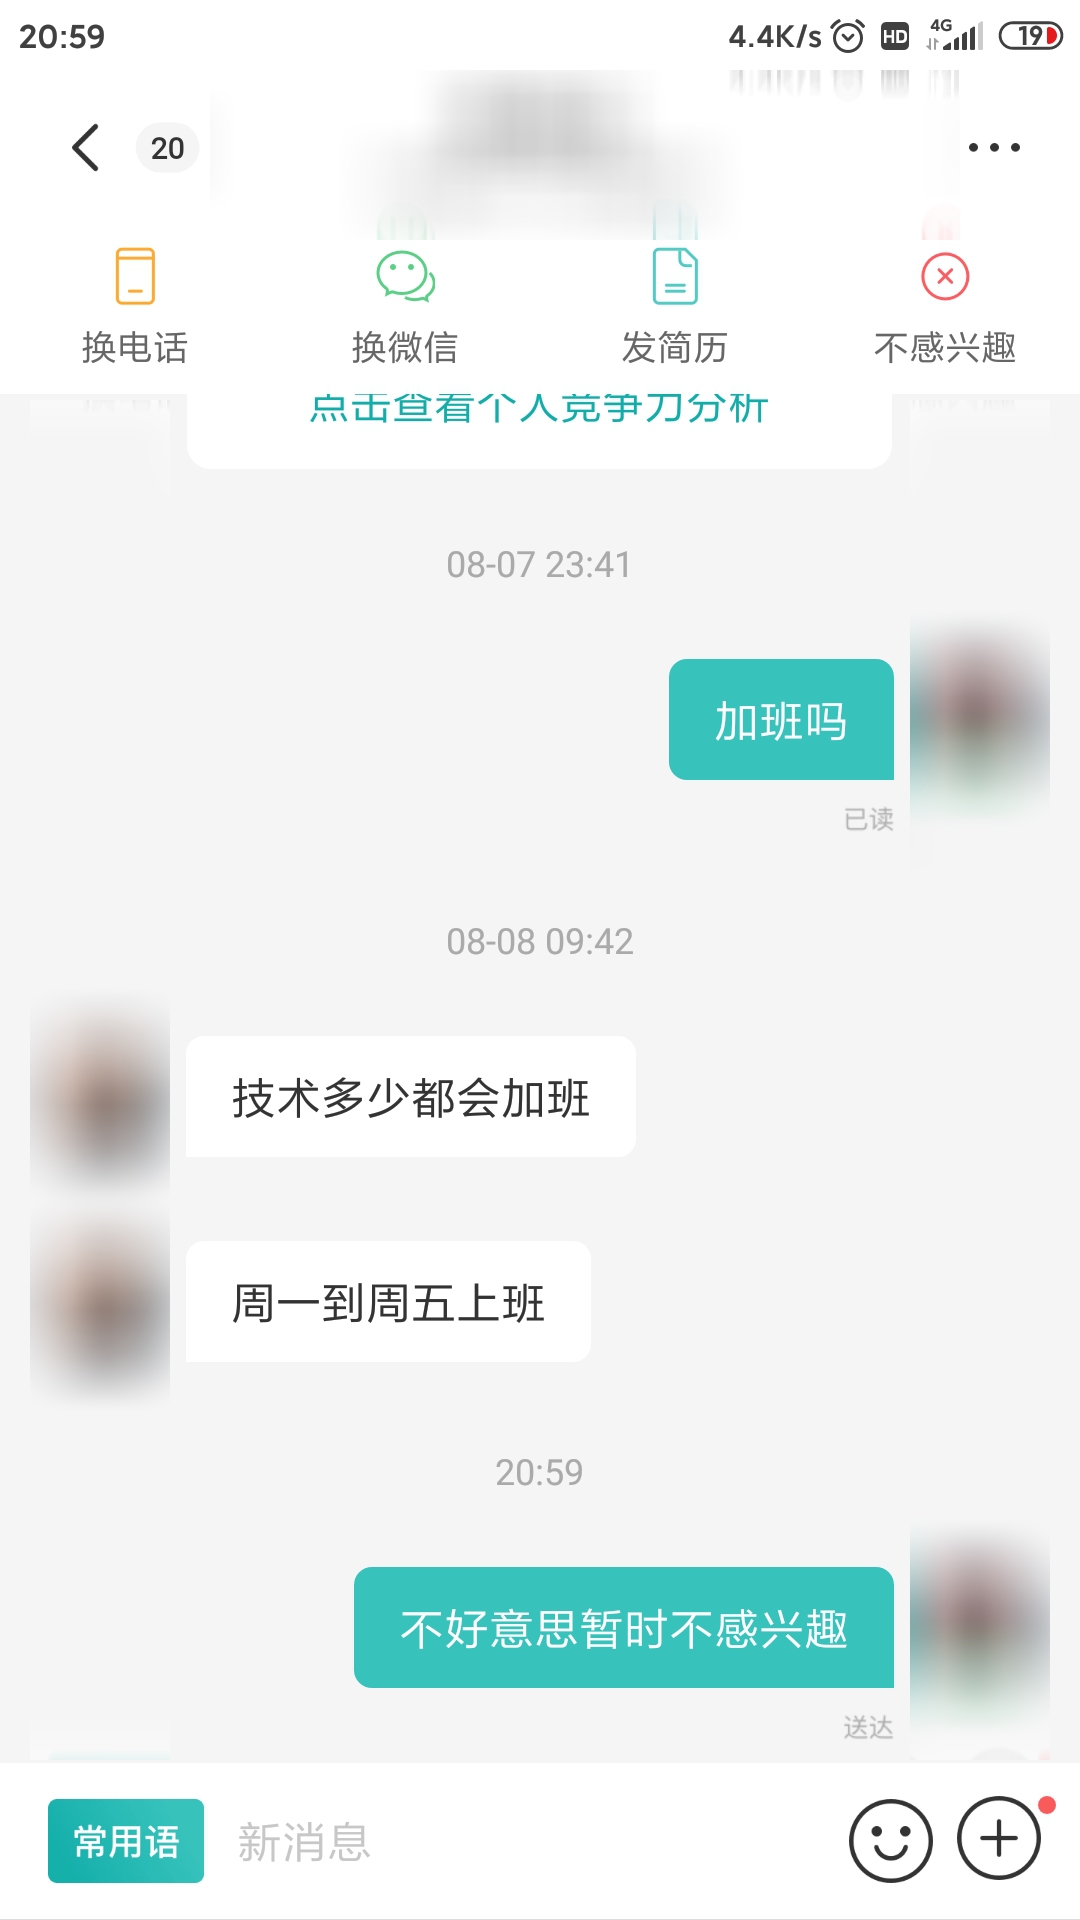 20:59
4.4K/s HD 4G 19
20
换电话
换微信
发简历
不感兴趣
点击查看个人竞争力分析
08-07 23:41
加班吗
已读
08-08 09:42
技术多少都会加班
周一到周五上班
20:59
不好意思暂时不感兴趣
送达
常用语
新消息